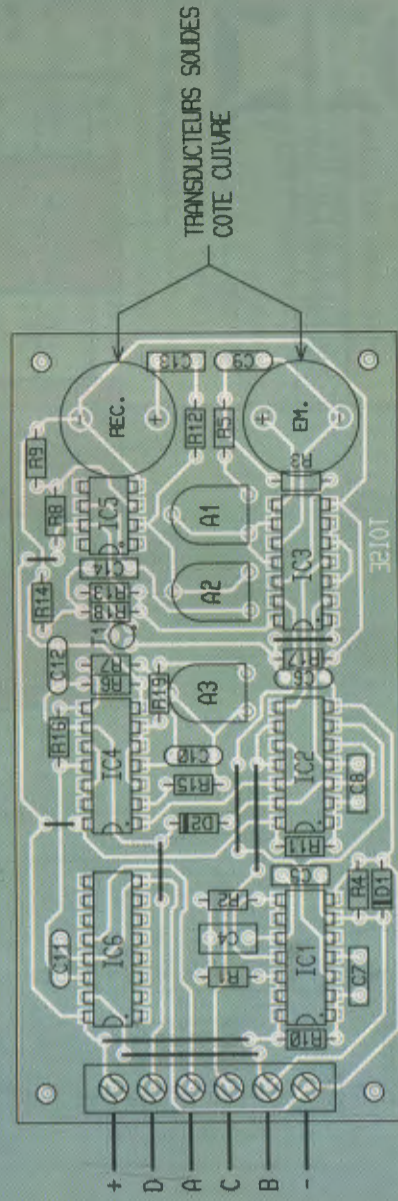 TRANSDUCTEURS SOUDES
COTE CUIVRE
REC.
C13
C9
EM.
R9
R8
IC5
R12
R5
R3
R14
C14
R13
T1
A1
A2
IC3
TOISE
C12
R7
R6
R19
R17
C6
R16
IC4
A3
C10
R15
D2
IC2
C8
R11
C11
IC6
R2
C4
R1
C5
IC1
R4
D1
C7
R10
+
D
A
C
B
-